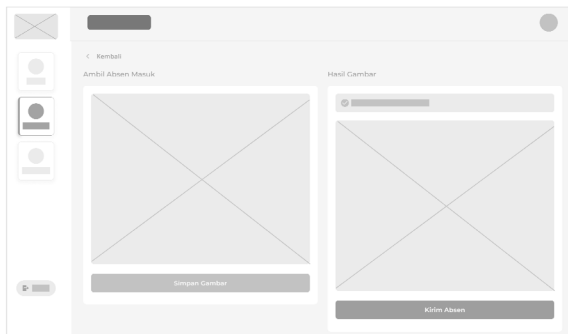 Kembali
Ambil Absen Masuk
Hasil Gambar
Simpan Gambar
Kirim Absen